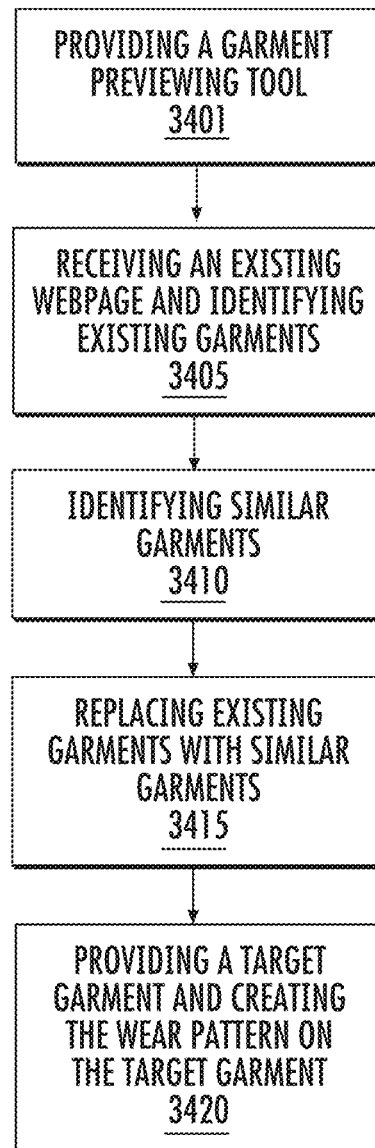 PROVIDING A GARMENT
PREVIEWING TOOL
3401
RECEIVING AN EXISTING
WEBPAGE AND IDENTIFYING
EXISTING GARMENTS
3405
IDENTIFYING SIMILAR
GARMENTS
3410
REPLACING EXISTING
GARMENTS WITH SIMILAR
GARMENTS
3415
PROVIDING A TARGET
GARMENT AND CREATING
THE WEAR PATTERN ON
THE TARGET GARMENT
3420